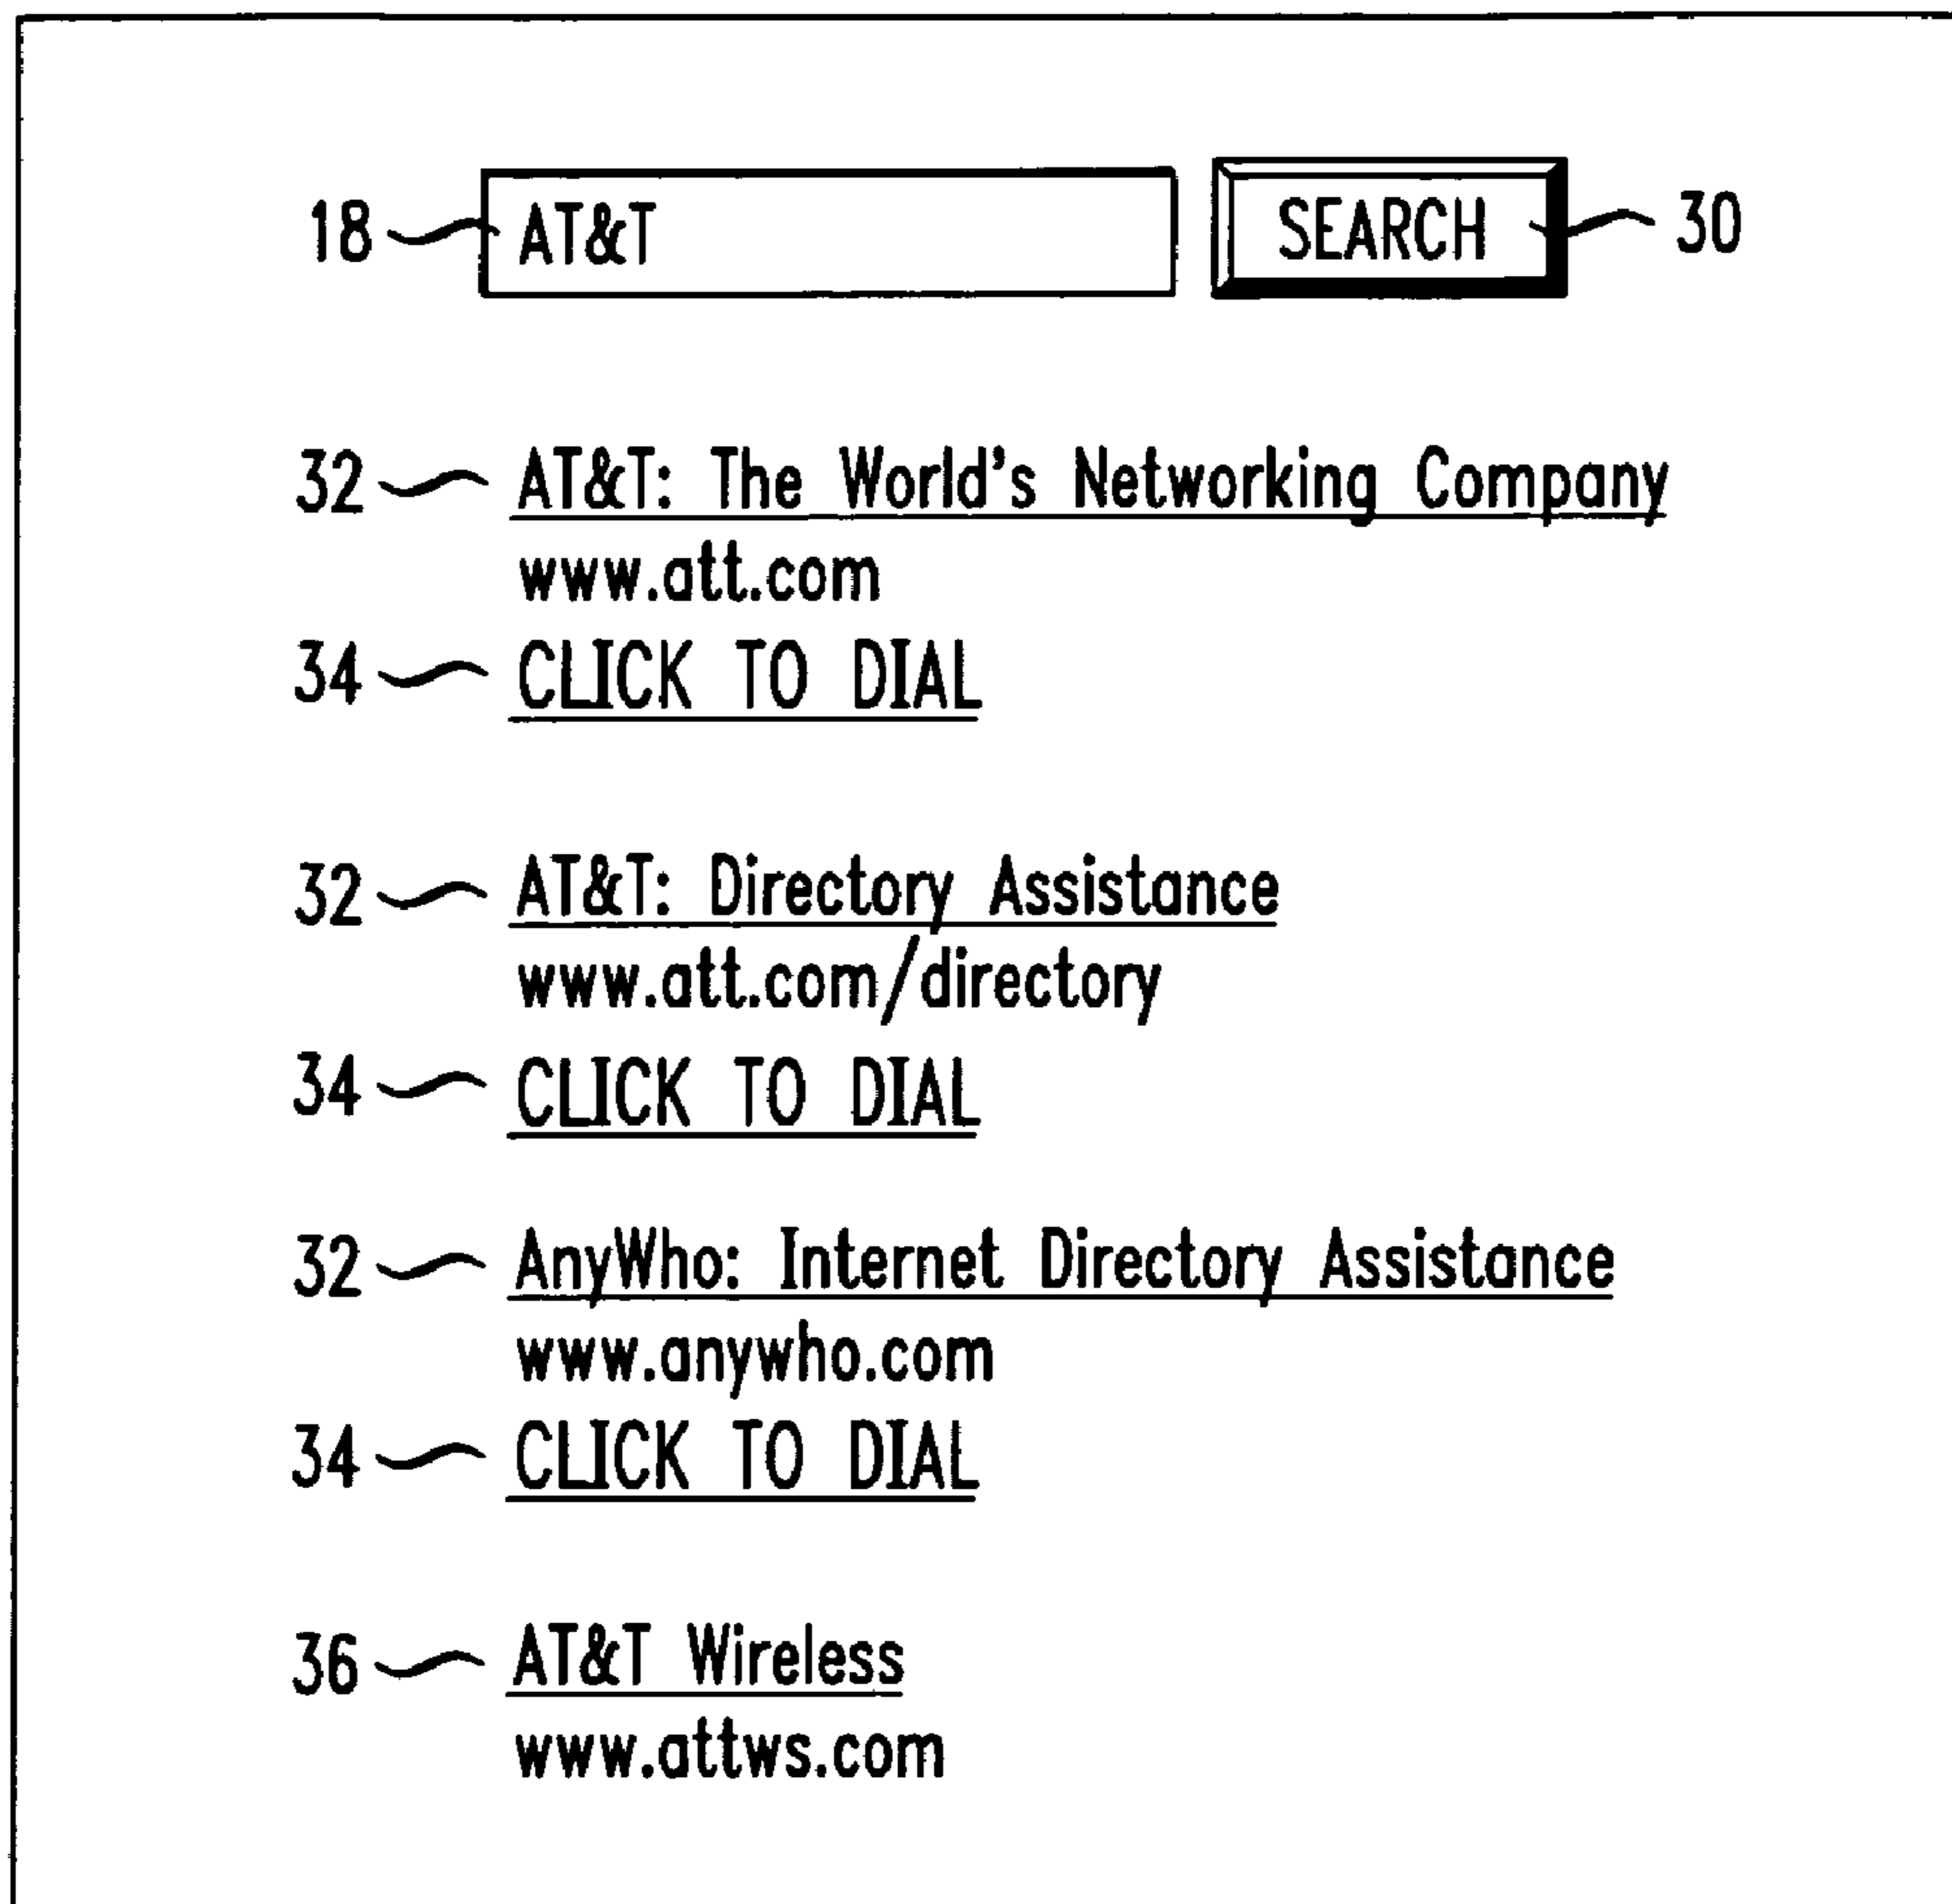 18 AT&T SEARCH 30
32 AT&T: The World's Networking Company
www.att.com
34 CLICK TO DIAL
32 AT&T: Directory Assistance
www.att.com/directory
34 CLICK TO DIAL
32 AnyWho: Internet Directory Assistance
www.anywho.com
34 CLICK TO DIAL
36 AT&T Wireless
www.attws.com